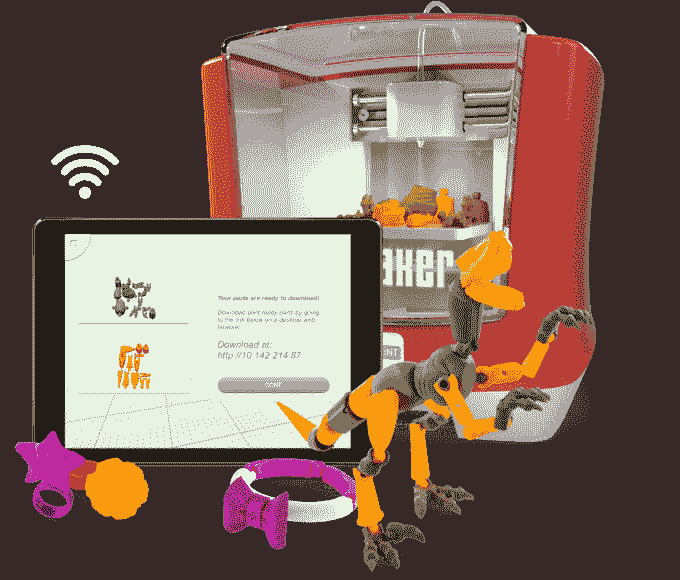 Your parts are ready to download!
Download print ready parts by going
to the link below on a desktop web
browser.
Download at:
http://10.142.214.87
DONE
aker